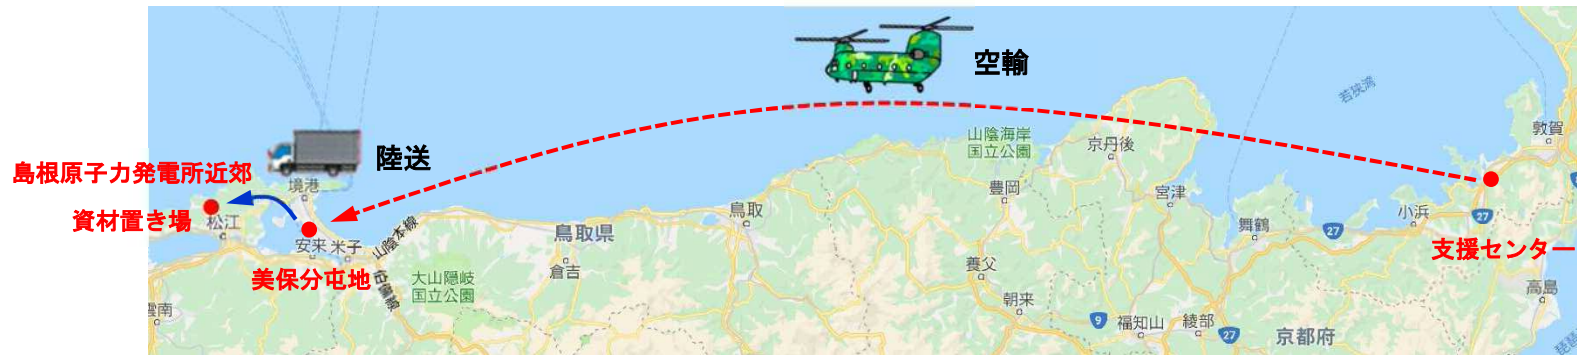 空輸
若狭湾
敦賀
山陰海岸
国立公園
京丹後
陸送
島根原子力発電所近郊
境港
豊岡
宮津
資材置き場
松江
鳥取
小浜
27
舞鶴
27
安来
米子
山陰本線
鳥取県
支援センター
美保分屯地
倉吉
養父
大山隠岐
国立公園
伯備線
高島
朝来
雲南
9
福知山
綾部
27
京都府